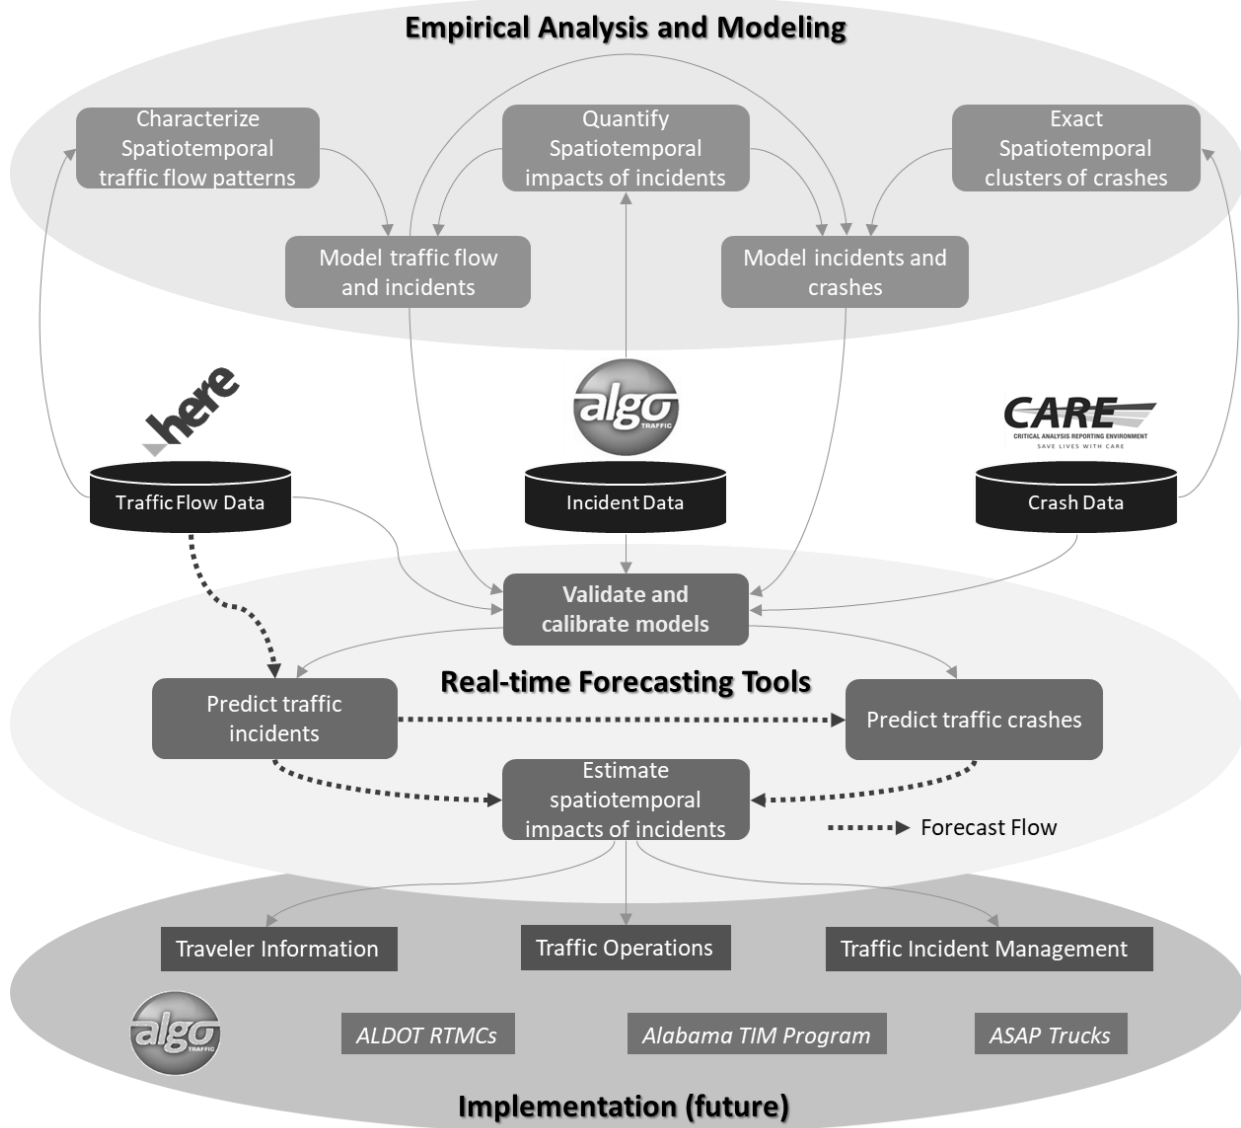 Empirical Analysis and Modeling
Characterize
Spatiotemporal
traffic flow patterns
Quantify
Spatiotemporal
impacts of incidents
Exact
Spatiotemporal
clusters of crashes
Model traffic flow
and incidents
Model incidents and
crashes
here
algo
TRAFFIC
CARE
CRITICAL ANALYSIS REPORTING ENVIRONMENT
SAVE LIVES WITH CARE
Traffic Flow Data
Incident Data
Crash Data
Validate and
calibrate models
Real-time Forecasting Tools
Predict traffic
incidents
Predict traffic crashes
Estimate
spatiotemporal
impacts of incidents
Forecast Flow
Traveler Information
Traffic Operations
Traffic Incident Management
algo
TRAFFIC
ALDOT RTMCs
Alabama TIM Program
ASAP Trucks
Implementation (future)